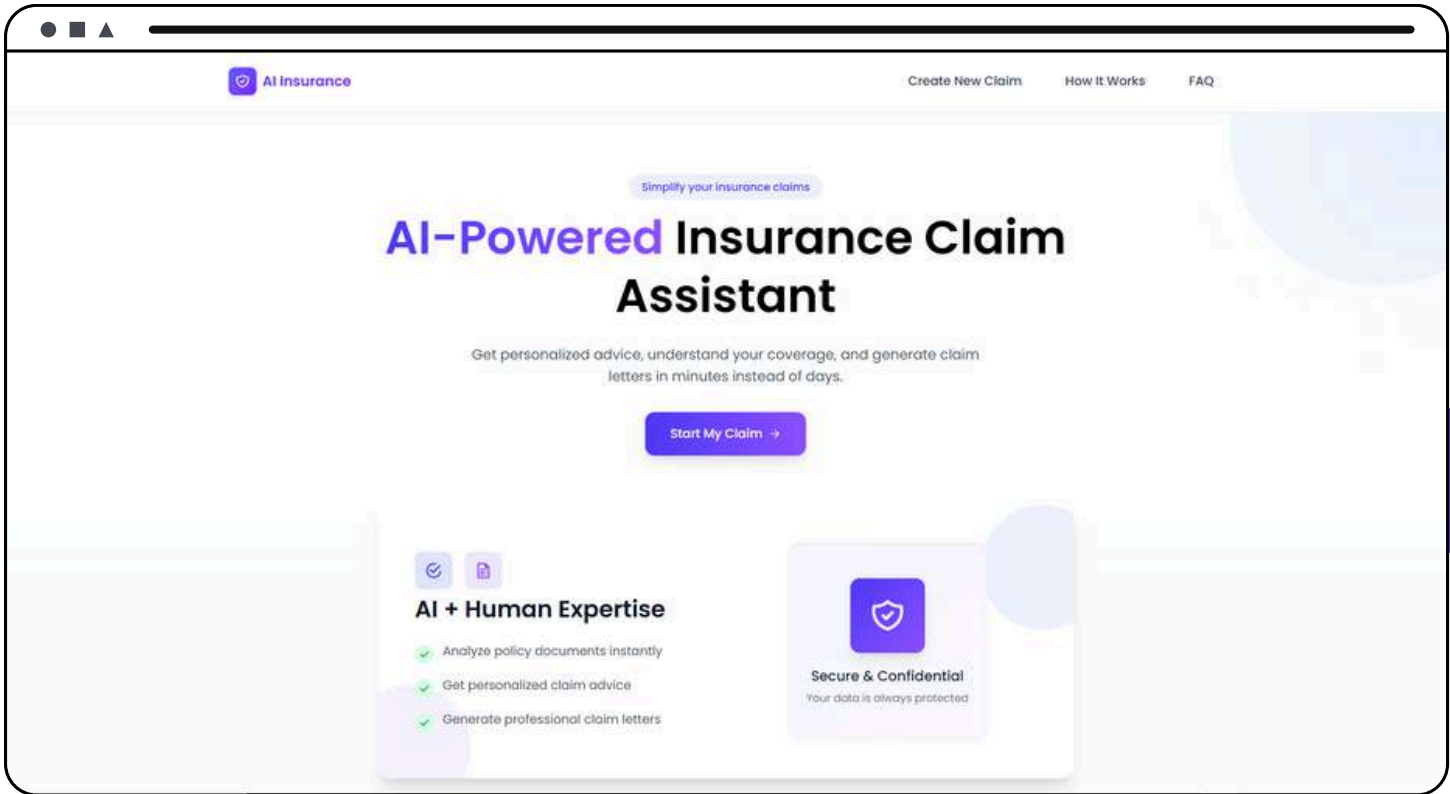 AI Insurance
Create New Claim
How It Works
FAQ
Simplify your insurance claims
AI-Powered Insurance Claim
Assistant
Get personalized advice, understand your coverage, and generate claim
letters in minutes instead of days.
Start My Claim →
AI + Human Expertise
Analyze policy documents instantly
Get personalized claim advice
Generate professional claim letters
Secure & Confidential
Your data is always protected